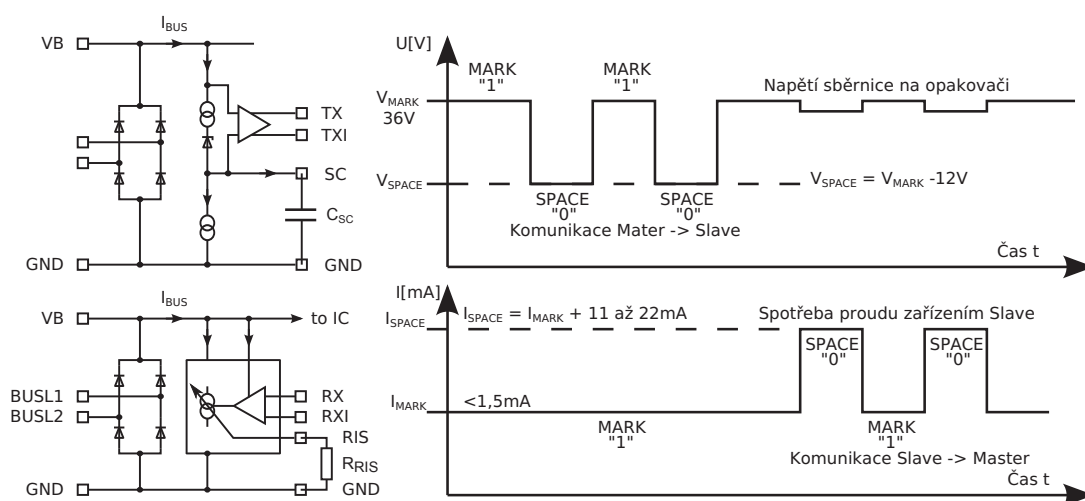 I_BUS
VB
TX
TXI
SC
C_SC
GND
GND
U[V]
MARK
"1"
MARK
"1"
Napětí sběrnice na opakovači
V_MARK
36V
V_SPACE
V_SPACE = V_MARK -12V
SPACE
"0"
SPACE
"0"
Komunikace Mater -> Slave
Čas t
I_BUS
VB
to IC
BUSL1
BUSL2
RX
RXI
RIS
R_RIS
GND
GND
I[mA]
I_SPACE
I_SPACE = I_MARK + 11 až 22mA
Spotřeba proudu zařízením Slave
SPACE
"0"
SPACE
"0"
I_MARK
<1,5mA
MARK
"1"
MARK
"1"
Komunikace Slave -> Master
Čas t